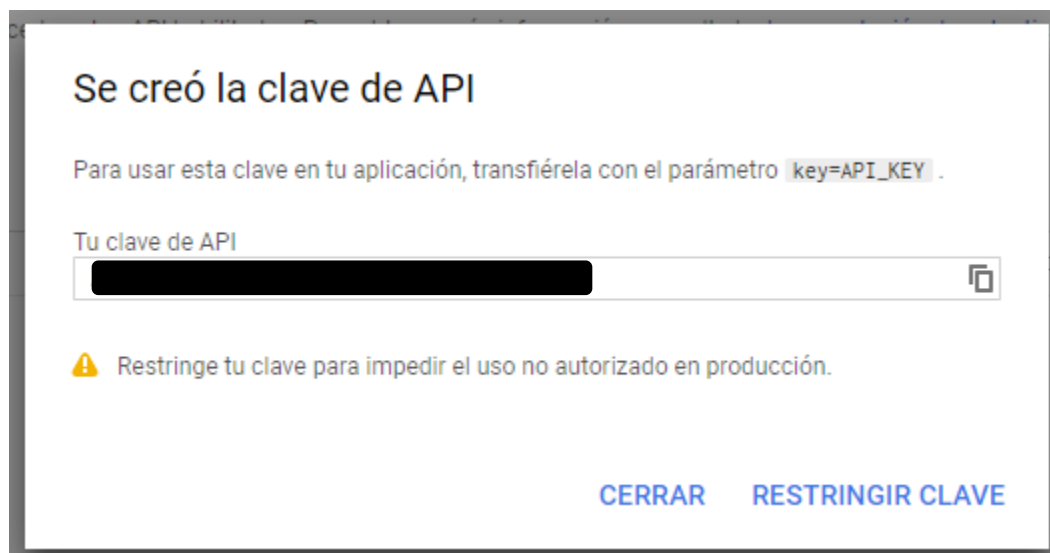 Se creó la clave de API
Para usar esta clave en tu aplicación, transfiérela con el parámetro key=API_KEY .
Tu clave de API
Restringe tu clave para impedir el uso no autorizado en producción.
CERRAR RESTRINGIR CLAVE